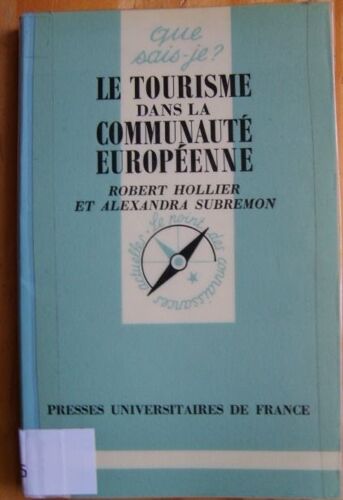 que
sais-je?
LE TOURISME
DANS LA
COMMUNAUTÉ
EUROPÉENNE
ROBERT HOLLIER
ET ALEXANDRA SUBREMON
Le point des connaissances actuelles
PRESSES UNIVERSITAIRES DE FRANCE